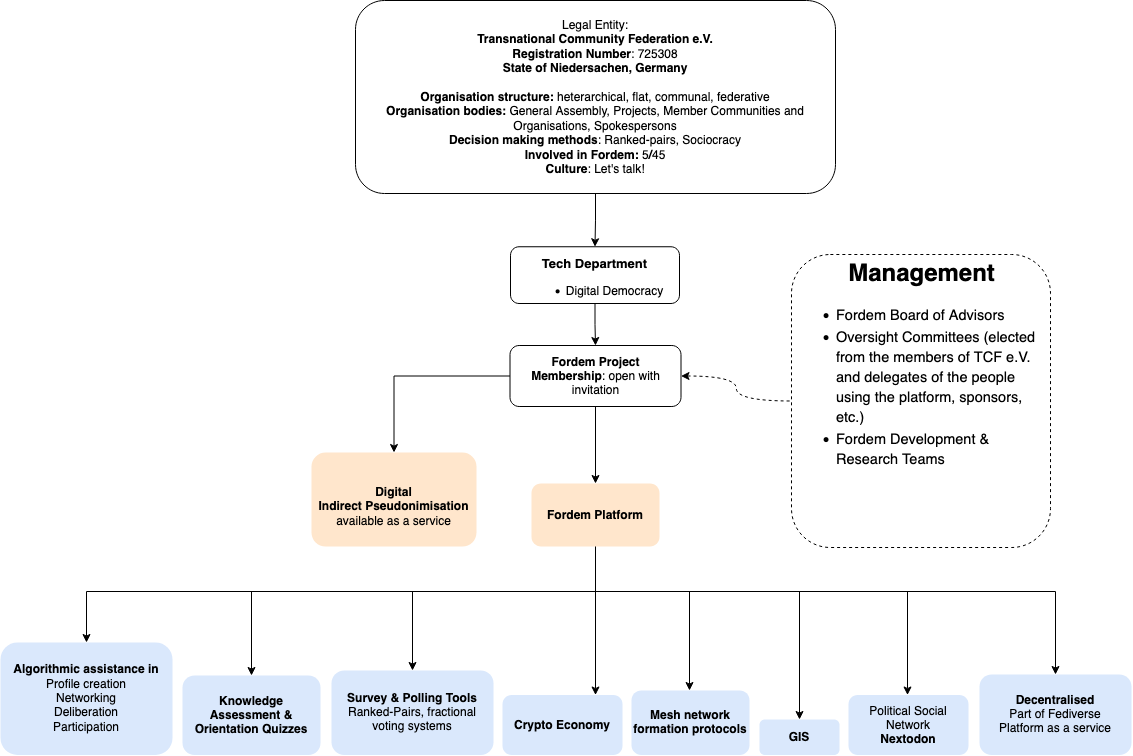 Legal Entity:
Transnational Community Federation e.V.
Registration Number: 725308
State of Niedersachen, Germany
Organisation structure: heterarchical, flat, communal, federative
Organisation bodies: General Assembly, Projects, Member Communities and
Organisations, Spokespersons
Decision making methods: Ranked-pairs, Sociocracy
Involved in Fordem: 5/45
Culture: Let's talk!
Tech Department
• Digital Democracy
Management
• Fordem Board of Advisors
• Oversight Committees (elected
from the members of TCF e.V.
and delegates of the people
using the platform, sponsors,
etc.)
• Fordem Development &
Research Teams
Fordem Project
Membership: open with
invitation
Digital
Indirect Pseudonimisation
available as a service
Fordem Platform
Algorithmic assistance in
Profile creation
Networking
Deliberation
Participation
Knowledge
Assessment &
Orientation Quizzes
Survey & Polling Tools
Ranked-Pairs, fractional
voting systems
Crypto Economy
Mesh network
formation protocols
GIS
Political Social
Network
Nextodon
Decentralised
Part of Fediverse
Platform as a service